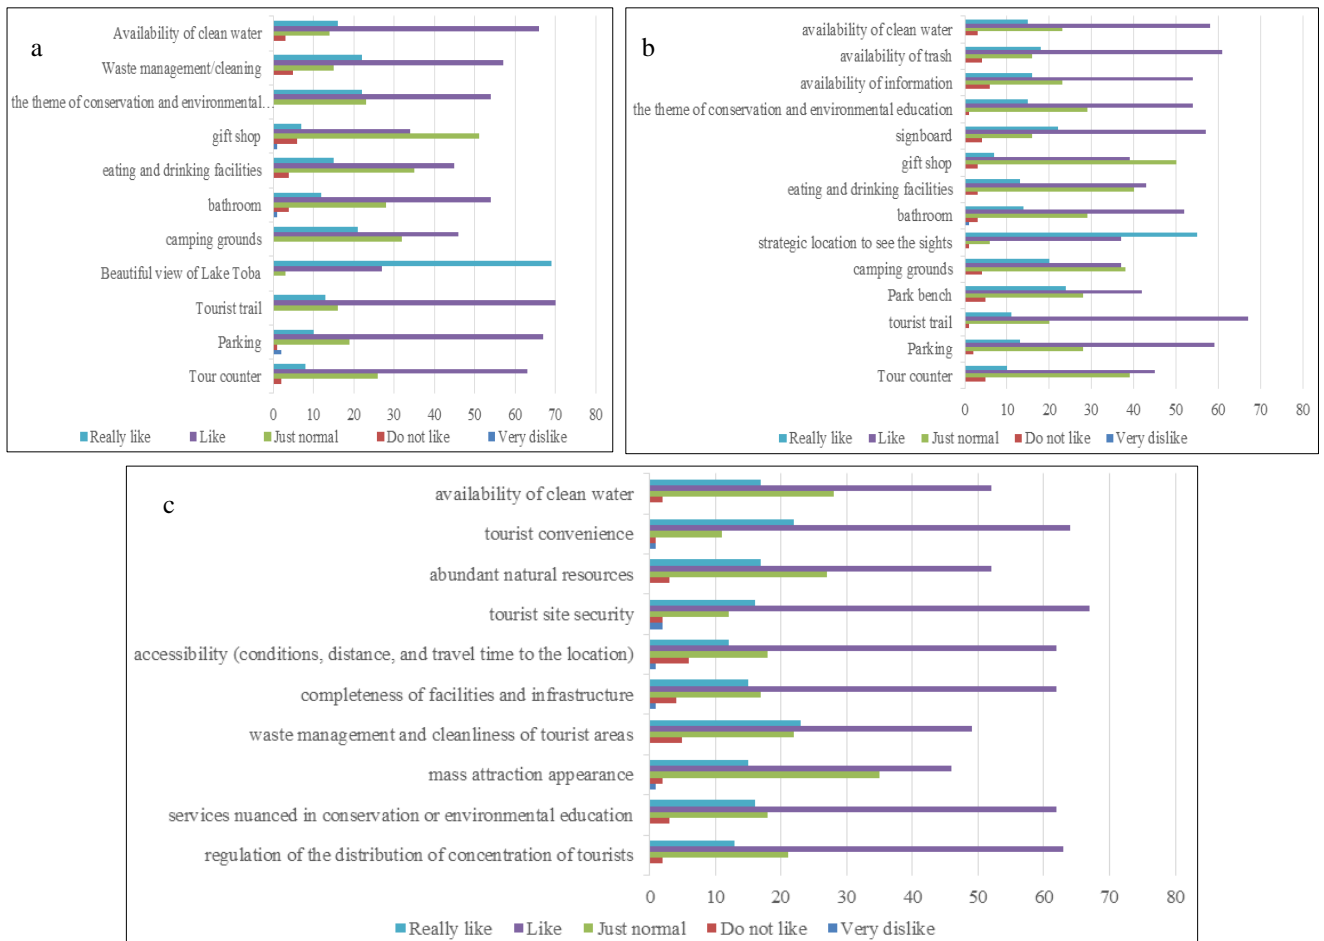 a
Availability of clean water
Waste management/cleaning
the theme of conservation and environmental…
gift shop
eating and drinking facilities
bathroom
camping grounds
Beautiful view of Lake Toba
Tourist trail
Parking
Tour counter
0 10 20 30 40 50 60 70 80
Really like Like Just normal Do not like Very dislike
b
availability of clean water
availability of trash
availability of information
the theme of conservation and environmental education
signboard
gift shop
eating and drinking facilities
bathroom
strategic location to see the sights
camping grounds
Park bench
tourist trail
Parking
Tour counter
0 10 20 30 40 50 60 70 80
Really like Like Just normal Do not like Very dislike
c
availability of clean water
tourist convenience
abundant natural resources
tourist site security
accessibility (conditions, distance, and travel time to the location)
completeness of facilities and infrastructure
waste management and cleanliness of tourist areas
mass attraction appearance
services nuanced in conservation or environmental education
regulation of the distribution of concentration of tourists
0 10 20 30 40 50 60 70 80
Really like Like Just normal Do not like Very dislike